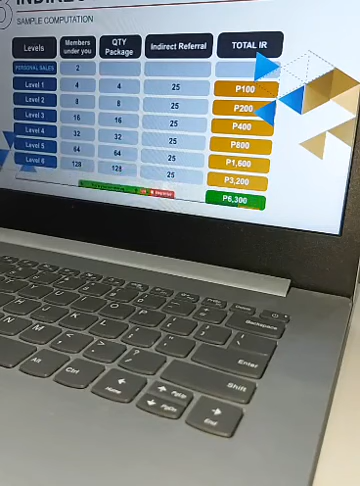 SAMPLE COMPUTATION
Levels Members under you QTY Package Indirect Referral TOTAL IR
PERSONAL SALES 2
Level 1 4 4 25 P100
Level 2 8 8 25 P200
Level 3 16 16 25 P400
Level 4 32 32 25 P800
Level 5 64 64 25 P1,600
Level 6 128 128 25 P3,200
P6,300
Backspace
Enter
Shift
Alt Ctrl Home PgUp PgDn End